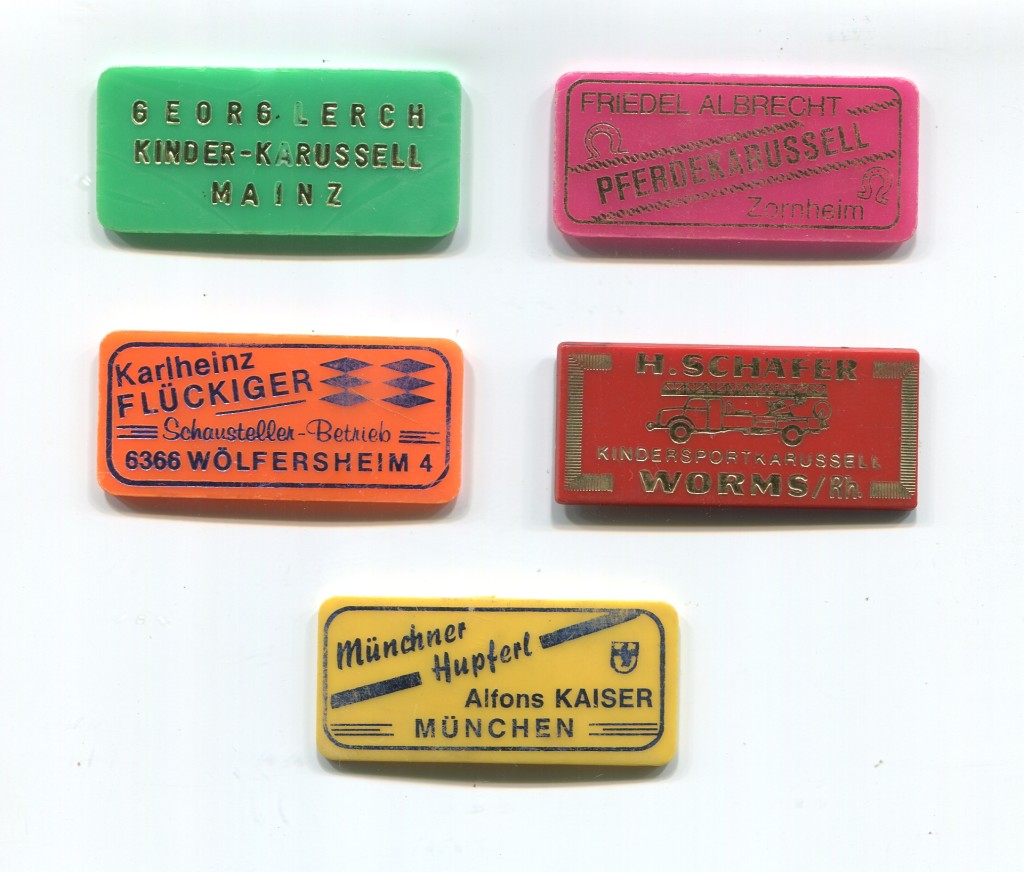 GEORG LERCH
KINDER-KARUSSELL
MAINZ
FRIEDEL ALBRECHT
PFERDEKARUSSELL
Zornheim
Karlheinz
FLÜCKIGER
Schausteller-Betrieb
6366 WÖLFERSHEIM 4
H. SCHÄFER
KINDERSPORTKARUSSELL
WORMS/Rh.
Münchner
Hupferl
Alfons KAISER
MÜNCHEN